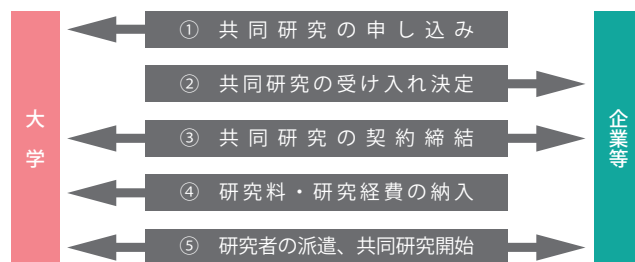 ① 共同研究の申し込み
② 共同研究の受け入れ決定
③ 共同研究の契約締結
④ 研究料・研究経費の納入
⑤ 研究者の派遣、共同研究開始
大学
企業等